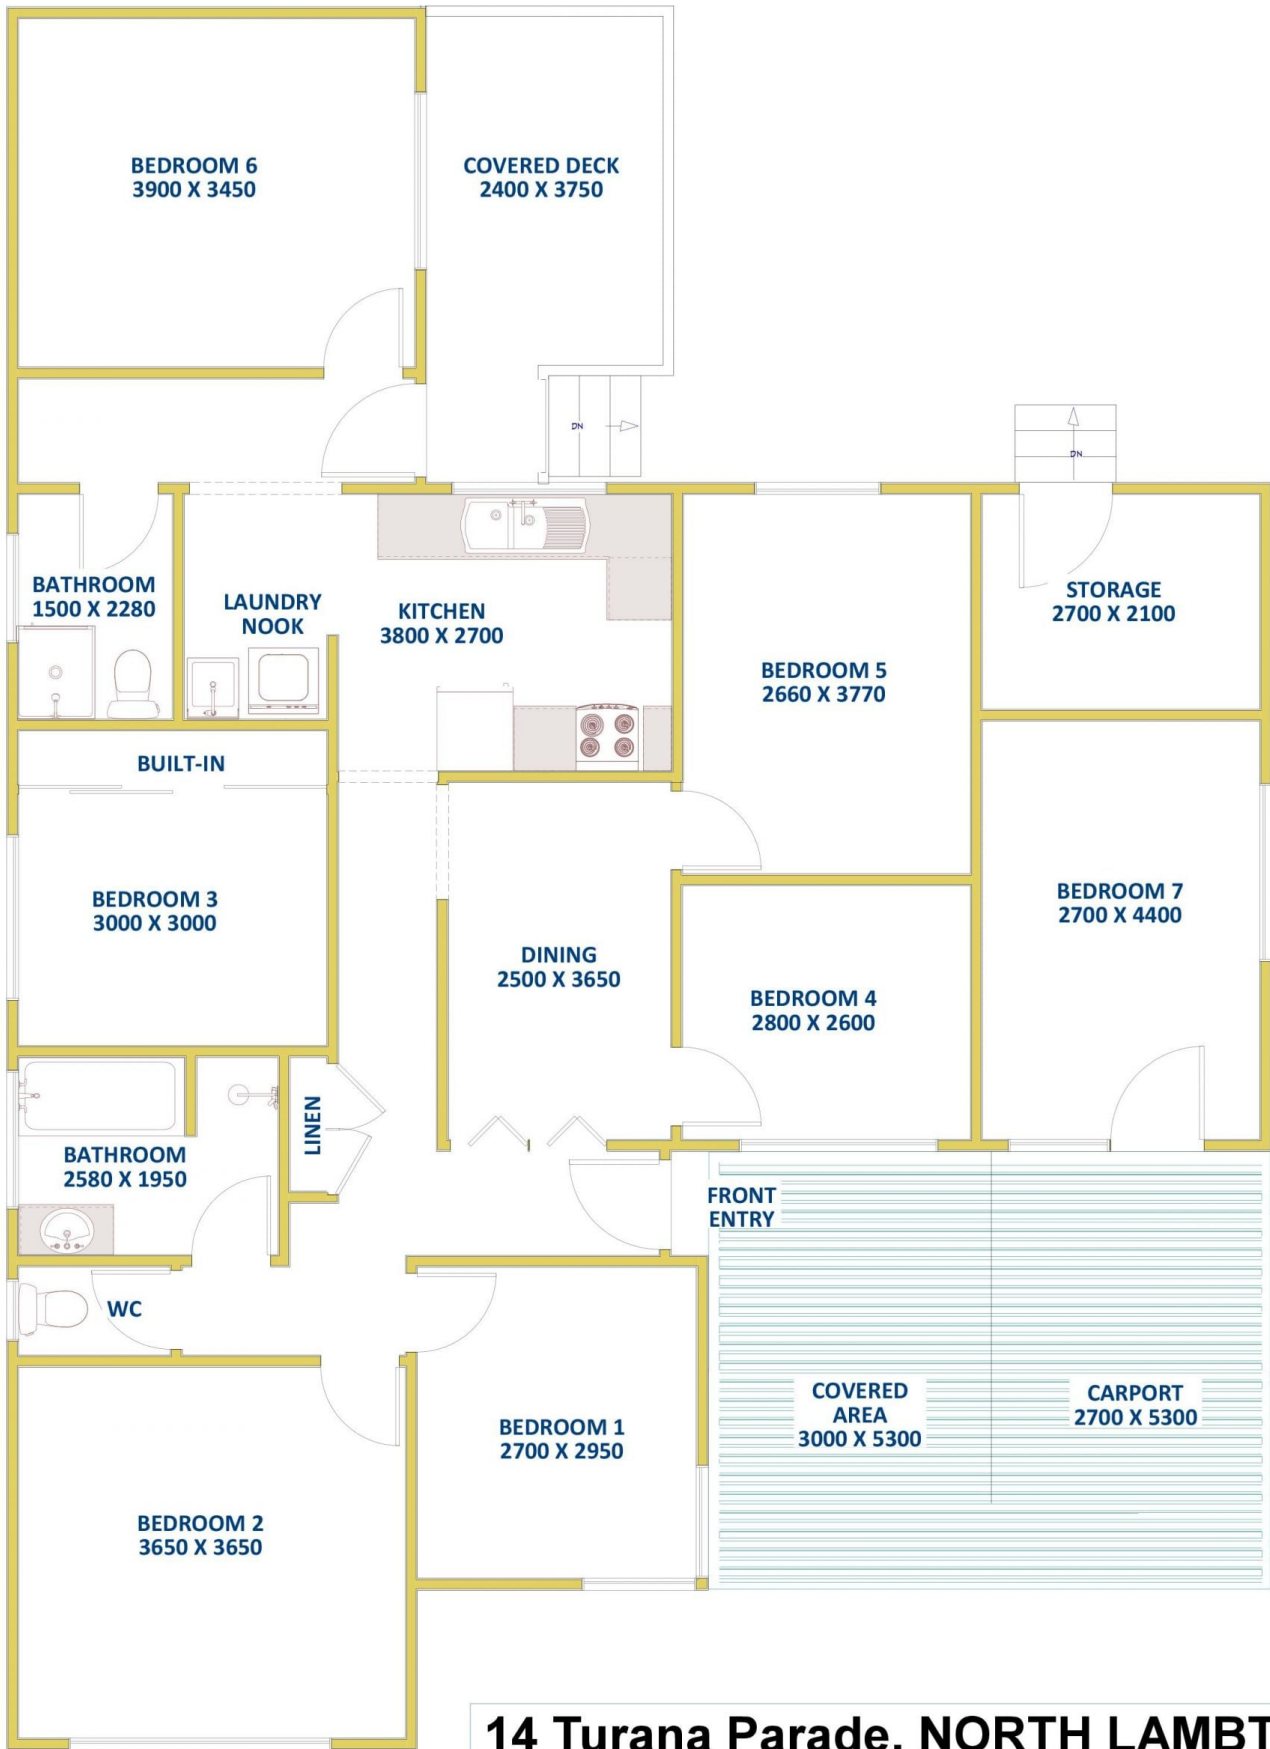 BEDROOM 6
3900 X 3450
COVERED DECK
2400 X 3750
DN
DN
BATHROOM
1500 X 2280
LAUNDRY
NOOK
KITCHEN
3800 X 2700
STORAGE
2700 X 2100
BEDROOM 5
2660 X 3770
BUILT-IN
BEDROOM 3
3000 X 3000
BEDROOM 7
2700 X 4400
DINING
2500 X 3650
BEDROOM 4
2800 X 2600
LINEN
BATHROOM
2580 X 1950
FRONT
ENTRY
WC
COVERED
AREA
3000 X 5300
CARPORT
2700 X 5300
BEDROOM 1
2700 X 2950
BEDROOM 2
3650 X 3650
14 Turana Parade, NORTH LAMBT